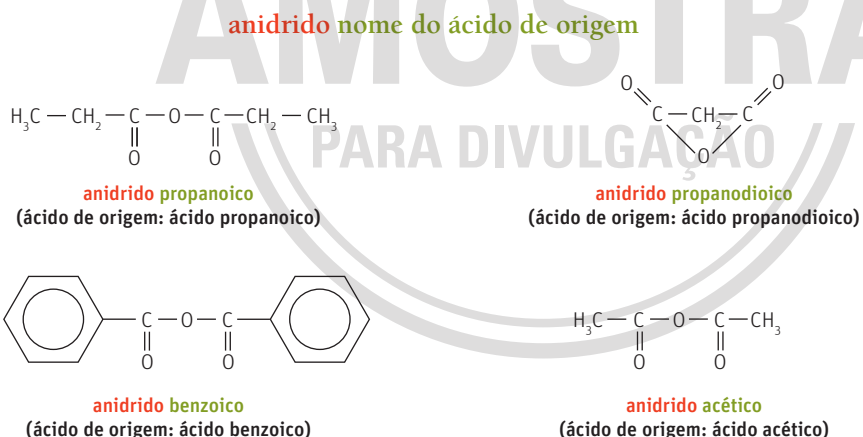 anidrido nome do ácido de origem
AMOSTRA
PARA DIVULGAÇÃO
H₃C — CH₂ — C — O — C — CH₂ — CH₃
O O
anidrido propanoico
(ácido de origem: ácido propanoico)
O O
C — CH₂ — C
O
anidrido propanodioico
(ácido de origem: ácido propanodioico)
C — O — C
O O
anidrido benzoico
(ácido de origem: ácido benzoico)
H₃C — C — O — C — CH₃
O O
anidrido acético
(ácido de origem: ácido acético)